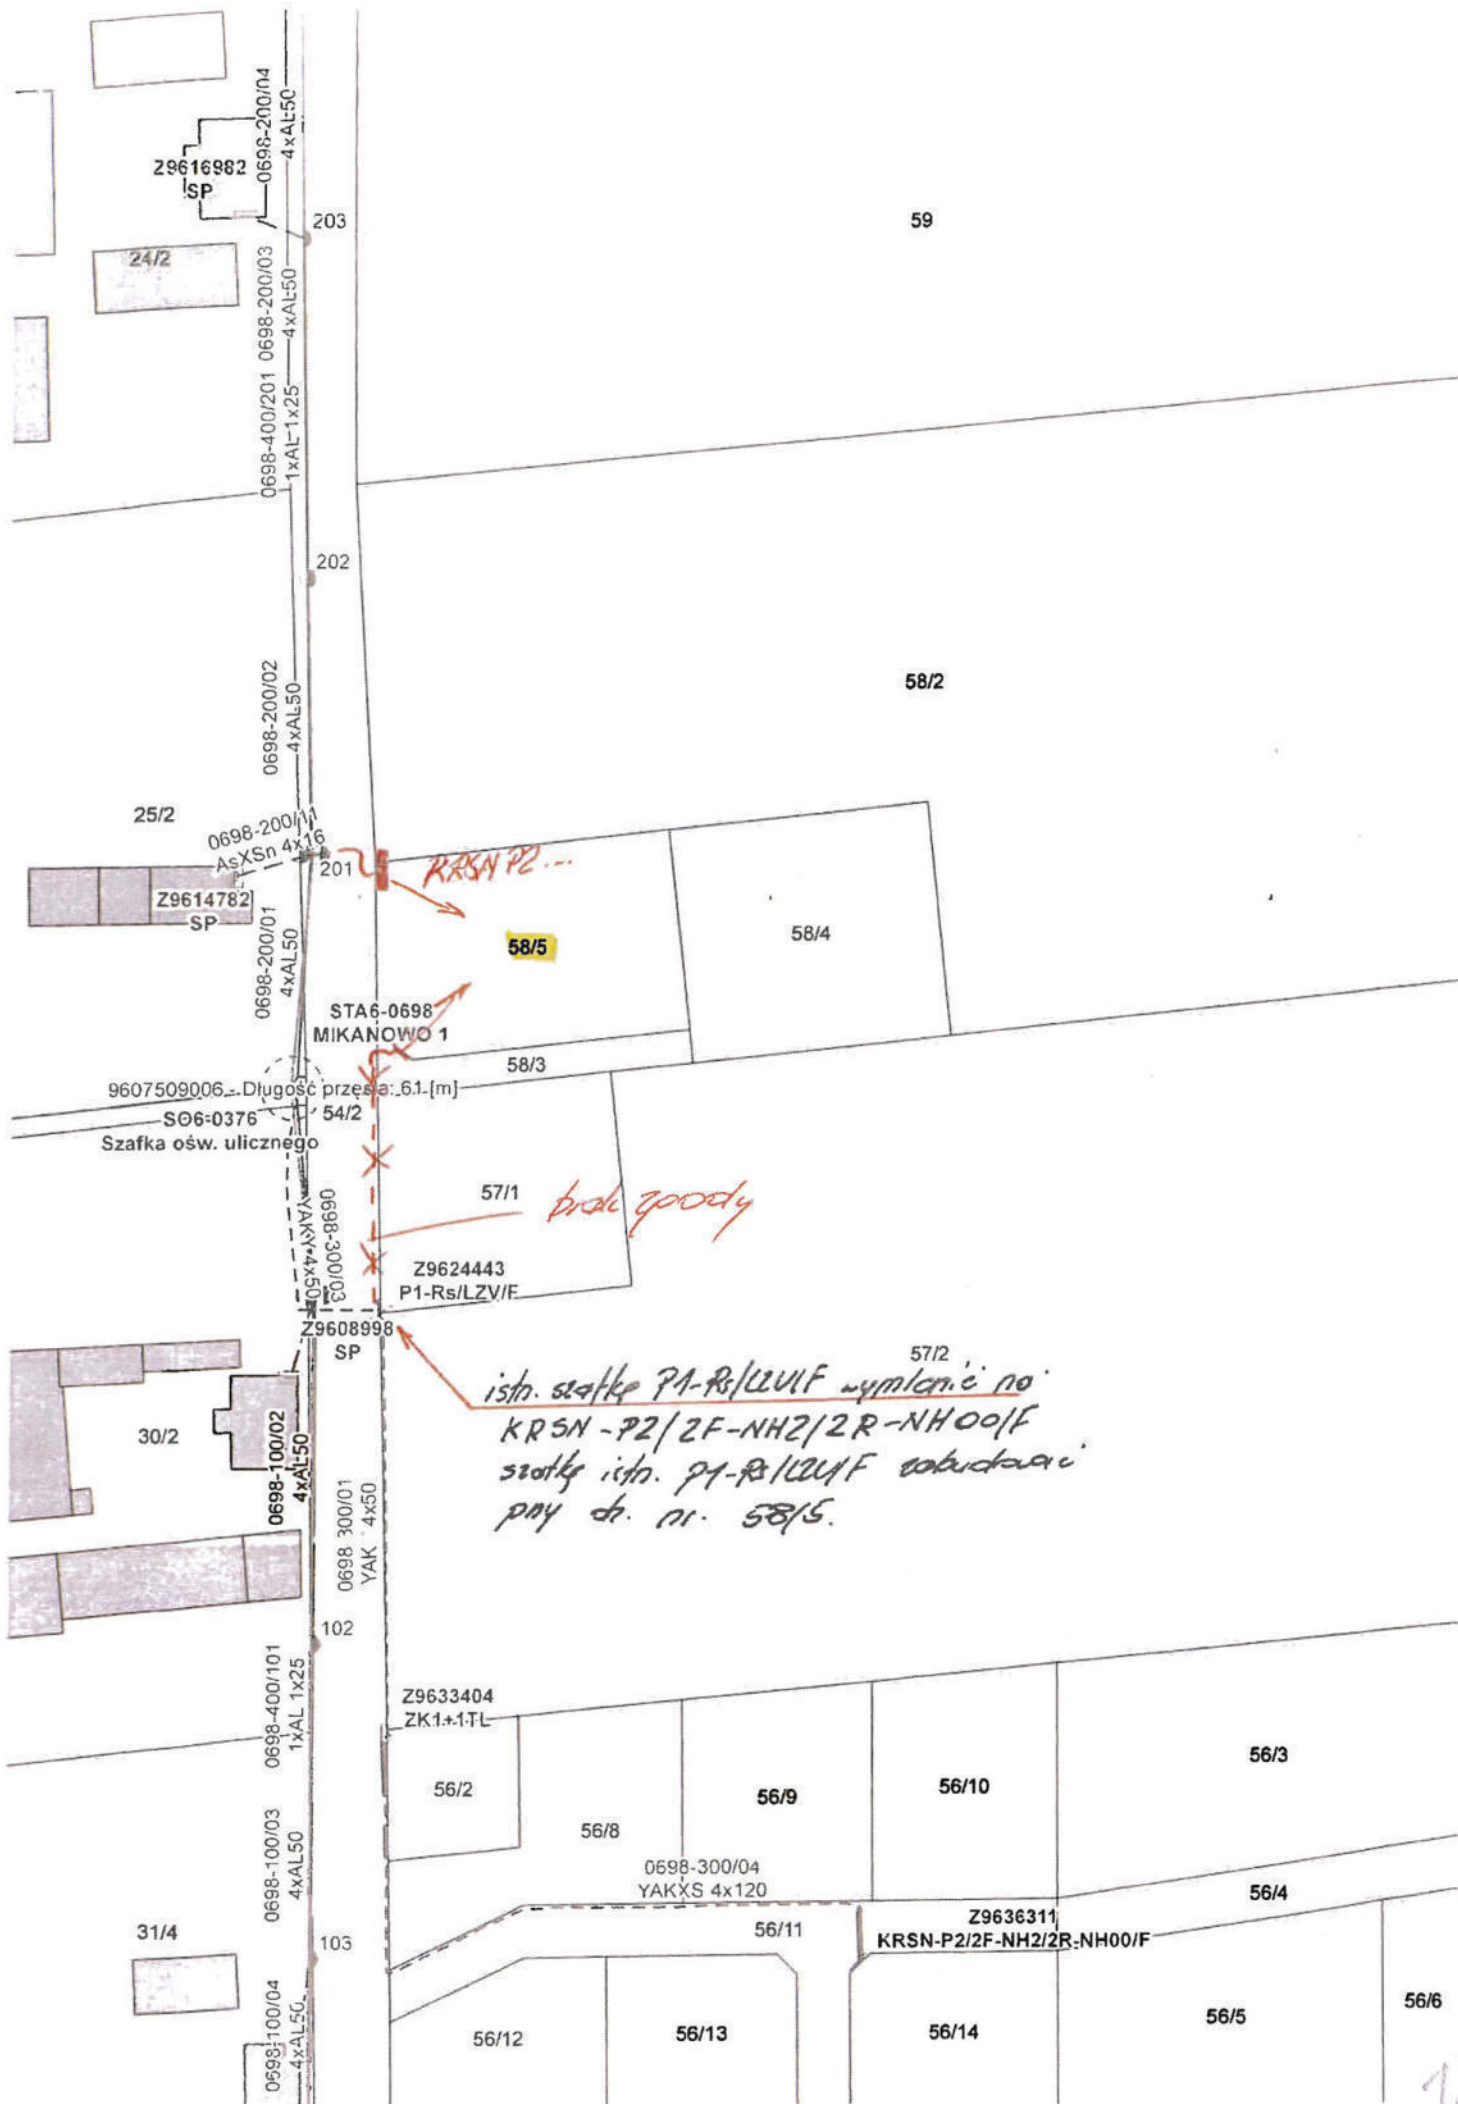 0698-200/04
4xAL50
Z9616982
SP
203
59
24/2
0698-200/03
4xAL50
0698-400/201
1xAL 1x25
202
58/2
0698-200/02
4xAL50
25/2
0698-200/11
AsXSn 4x16
201
KRSN P2...
Z9614782
SP
58/5
58/4
0698-200/01
4xAL50
STA6-0698
MIKANOWO 1
58/3
9607509006 - Długość przęsła: 61 [m]
SO6-0376
54/2
Szafka ośw. ulicznego
57/1
brak zgody
0698-300/03
YAKY 4x50
Z9624443
P1-Rs/LZV/F
Z9608998
SP
57/2
istn. szafkę P1-Rs/LZV/F wymienić na
KRSN-P2/2F-NH2/2R-NH00/F
szafkę istn. P1-Rs/LZV/F zabudować
przy dz. nr. 58/5.
30/2
0698-100/02
4xAL50
0698 300/01
YAK 4x50
102
0698-400/101
1xAL 1x25
Z9633404
ZK1+1TL
56/3
56/2
56/9
56/10
56/8
0698-100/03
4xAL50
0698-300/04
YAKXS 4x120
56/4
31/4
103
56/11
Z9636311
KRSN-P2/2F-NH2/2R-NH00/F
0698-100/04
4xAL50
56/12
56/13
56/14
56/5
56/6